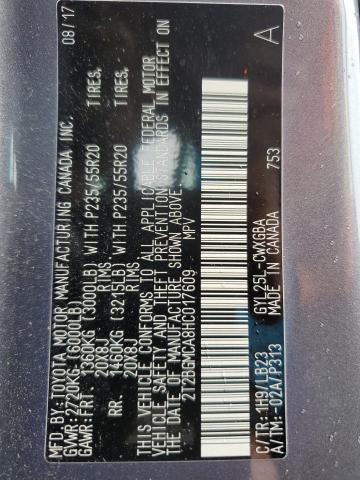 MFD.BY:TOYOTA MOTOR MANUFACTURING CANADA INC. 08/17
GVWR:2720KG(6000LB)
GAWR:FRT. 1360KG (3000LB) WITH P235/55R20 TIRES,
20X8J RIMS,
RR. 1460KG (3215LB) WITH P235/55R20 TIRES,
20X8J RIMS,
THIS VEHICLE CONFORMS TO ALL APPLICABLE FEDERAL MOTOR
VEHICLE SAFETY AND THEFT PREVENTION STANDARDS IN EFFECT ON
THE DATE OF MANUFACTURE SHOWN ABOVE.
2T2BGMCA8HC017609 MPV
C/TR:1H9/LB23 GYL25L-CWXGBA A
A/TM:-02A/P313 MADE IN CANADA 753